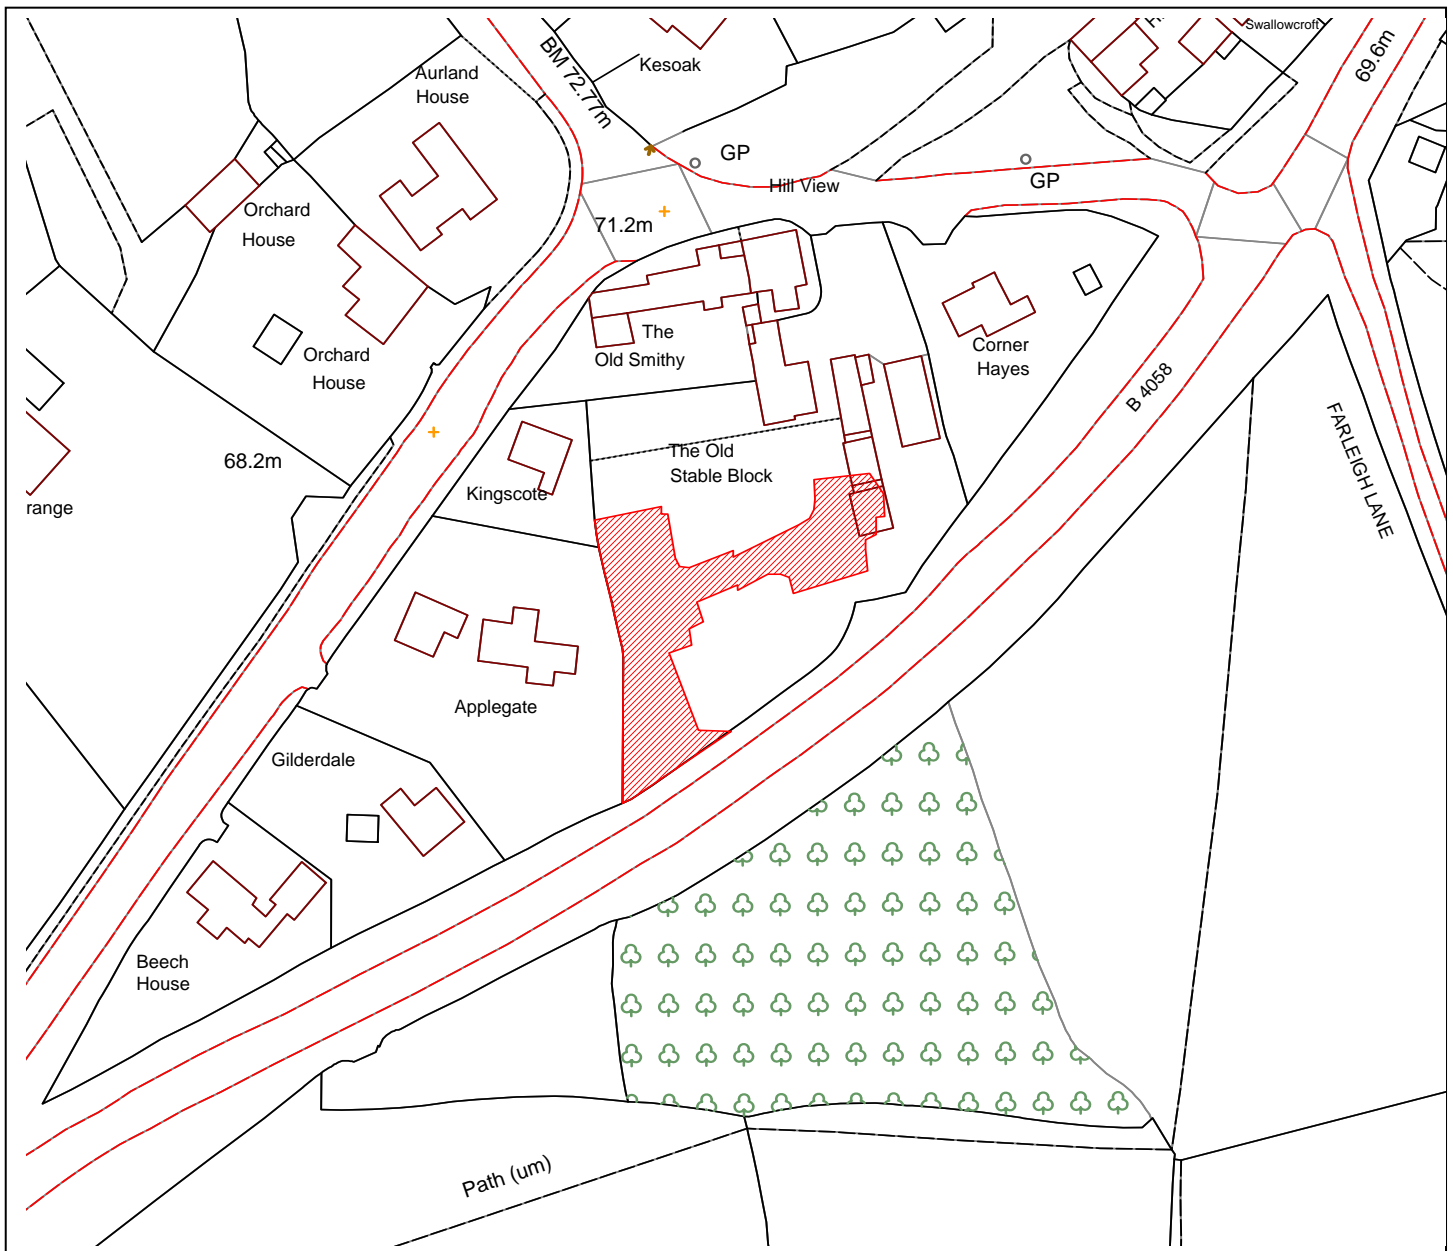 Swallowcroft
69.6m
BM 72.77m
Kesoak
Aurland
House
GP
GP
Hill View
Orchard
House
71.2m
The
Old Smithy
Corner
Hayes
Orchard
House
B 4058
FARLEIGH LANE
68.2m
The Old
Stable Block
Kingscote
range
Applegate
Gilderdale
Beech
House
Path (um)